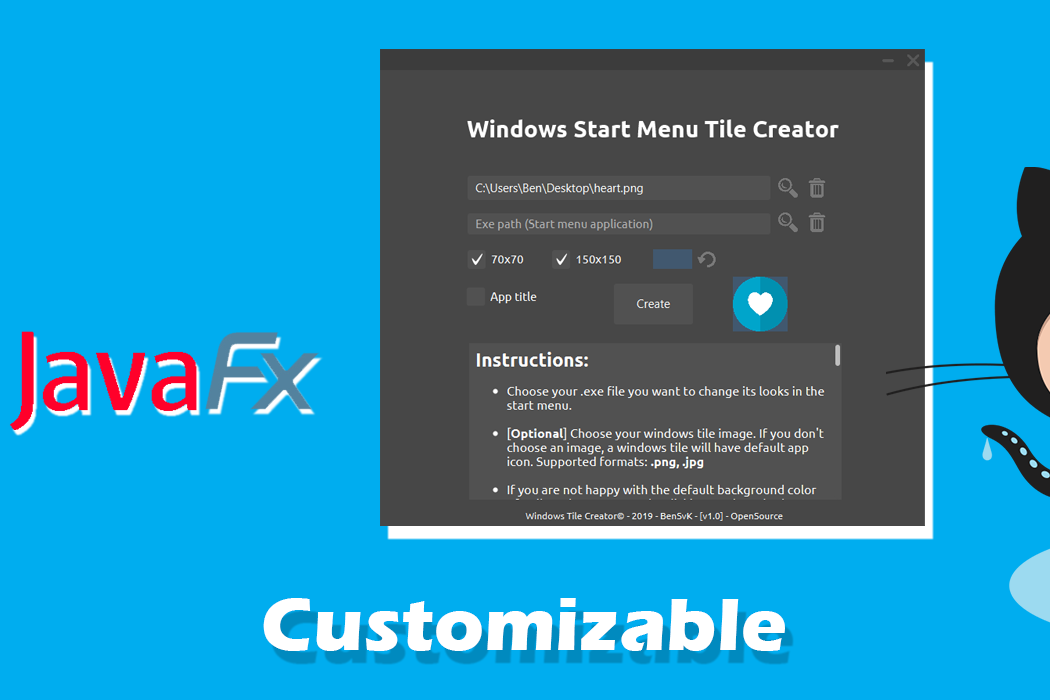 Windows Start Menu Tile Creator
C:\Users\Ben\Desktop\heart.png
Exe path (Start menu application)
70x70 150x150
App title
Create
Instructions:
• Choose your .exe file you want to change its looks in the
start menu.
• [Optional] Choose your windows tile image. If you don't
choose an image, a windows tile will have default app
icon. Supported formats: .png, .jpg
• If you are not happy with the default background color
Windows Tile Creator© - 2019 - BenSvK - [v1.0] - OpenSource
JavaFx
Customizable